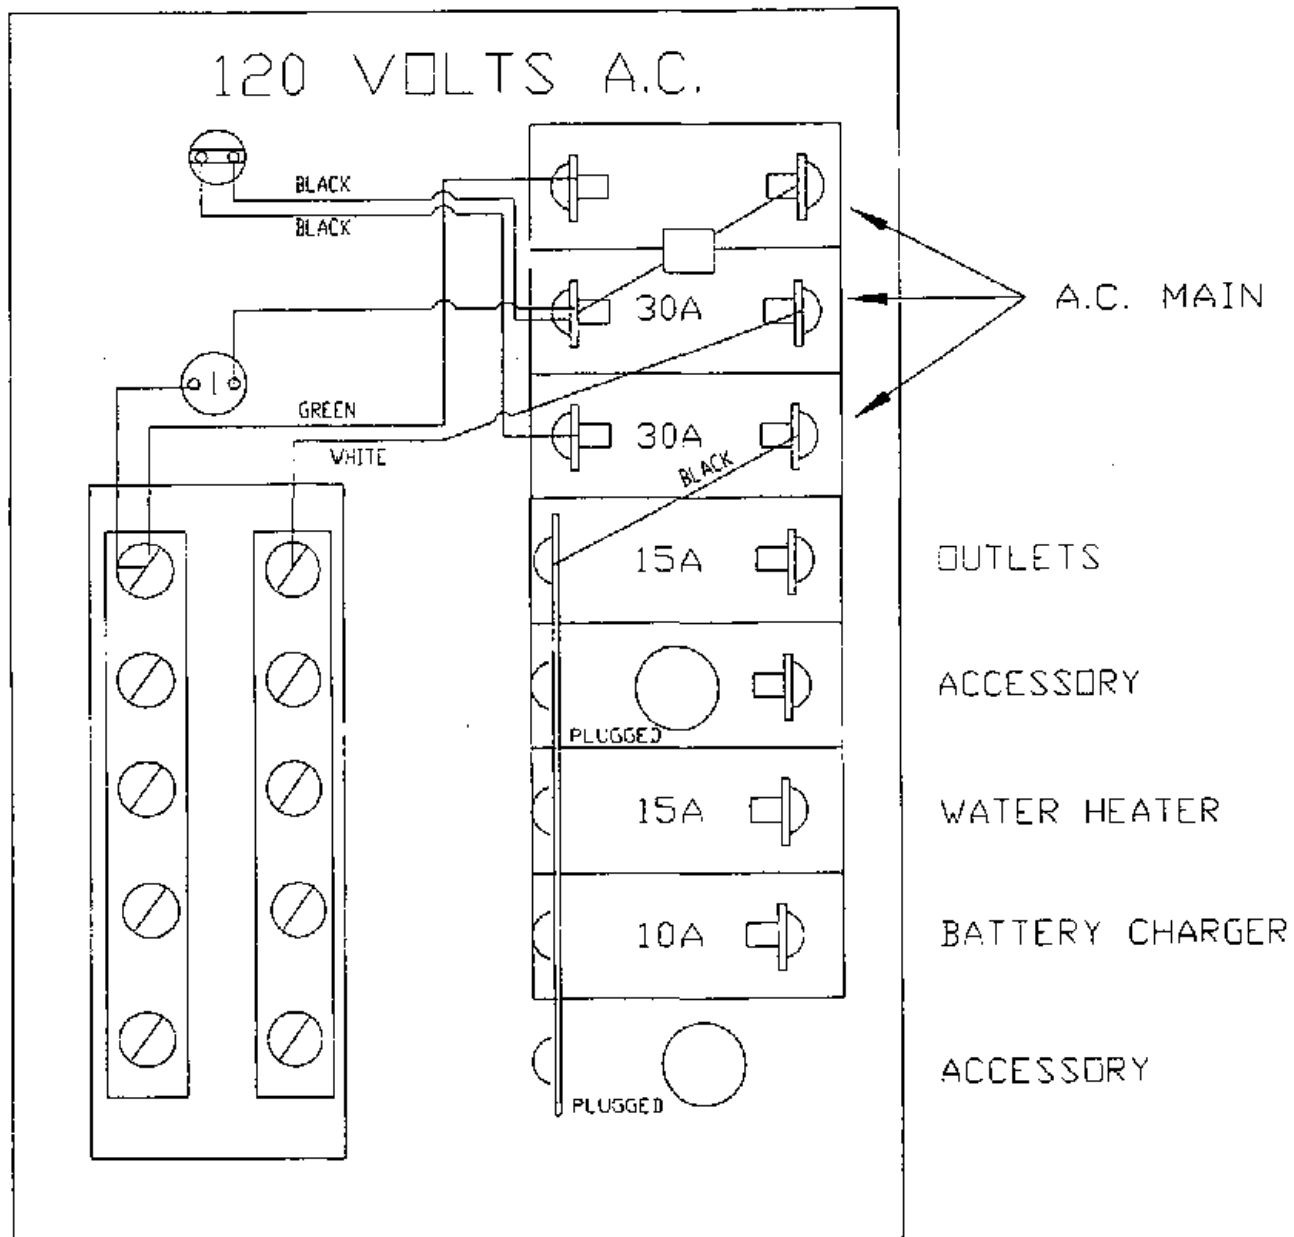 120 VOLTS A.C.
BLACK
BLACK
30A
A.C. MAIN
GREEN
30A
WHITE
BLACK
15A
OUTLETS
ACCESSORY
PLUGGED
15A
WATER HEATER
10A
BATTERY CHARGER
ACCESSORY
PLUGGED